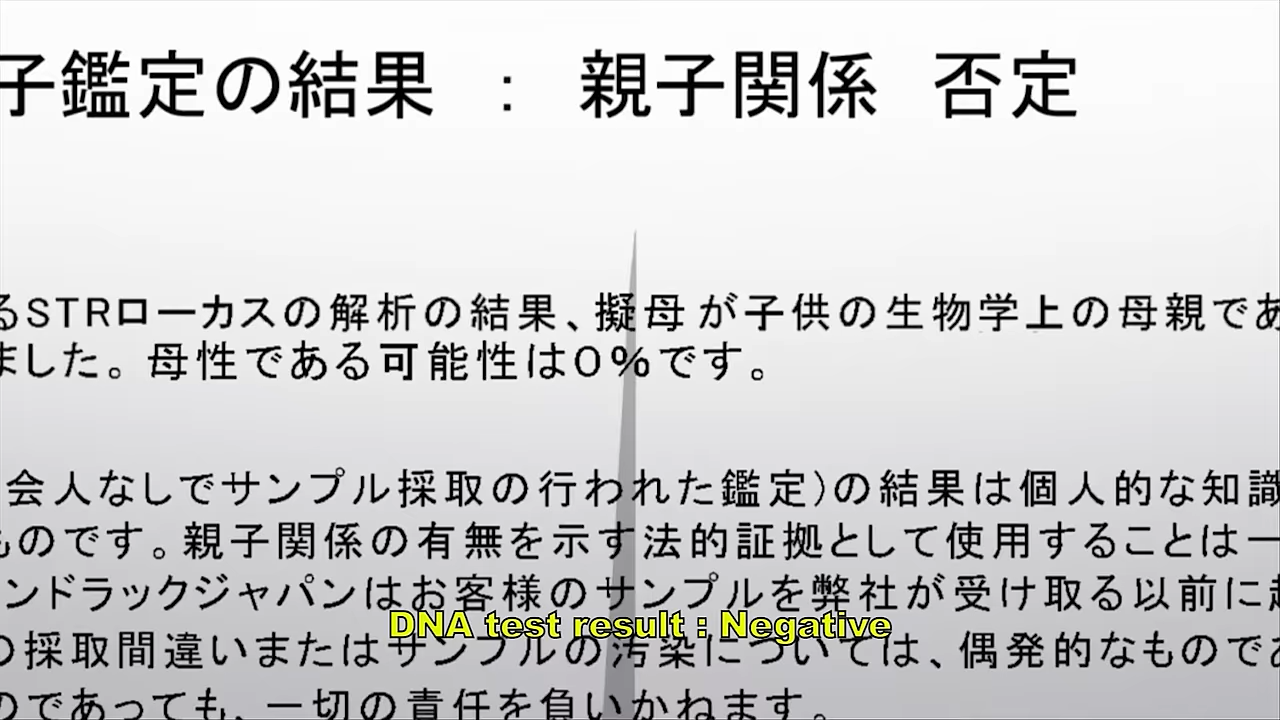 子鑑定の結果 : 親子関係 否定
るSTRローカスの解析の結果、擬母が子供の生物学上の母親であ
ました。母性である可能性は0%です。
会人なしでサンプル採取の行われた鑑定)の結果は個人的な知識
ものです。親子関係の有無を示す法的証拠として使用することは一
ンドラックジャパンはお客様のサンプルを弊社が受け取る以前に
DNA test result : Negative
の採取間違いまたはサンプルの汚染については、偶発的なものであ
のであっても、一切の責任を負いかねます。